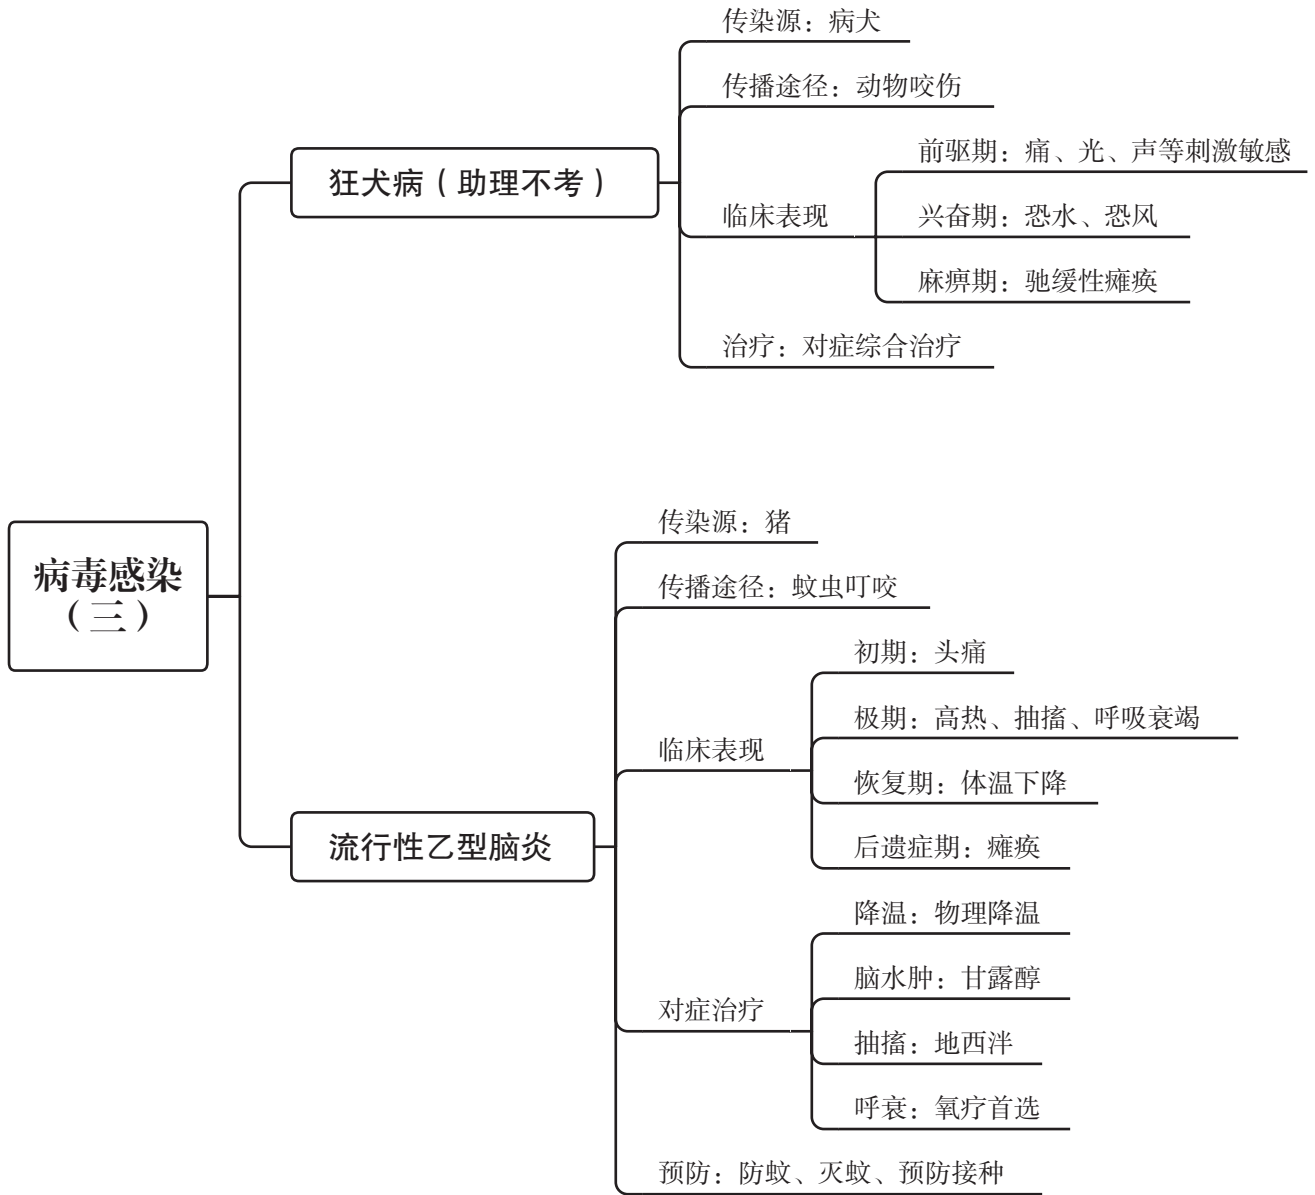 病毒感染
（三）
狂犬病（助理不考）
传染源：病犬
传播途径：动物咬伤
临床表现
前驱期：痛、光、声等刺激敏感
兴奋期：恐水、恐风
麻痹期：驰缓性瘫痪
治疗：对症综合治疗
流行性乙型脑炎
传染源：猪
传播途径：蚊虫叮咬
临床表现
初期：头痛
极期：高热、抽搐、呼吸衰竭
恢复期：体温下降
后遗症期：瘫痪
对症治疗
降温：物理降温
脑水肿：甘露醇
抽搐：地西泮
呼衰：氧疗首选
预防：防蚊、灭蚊、预防接种